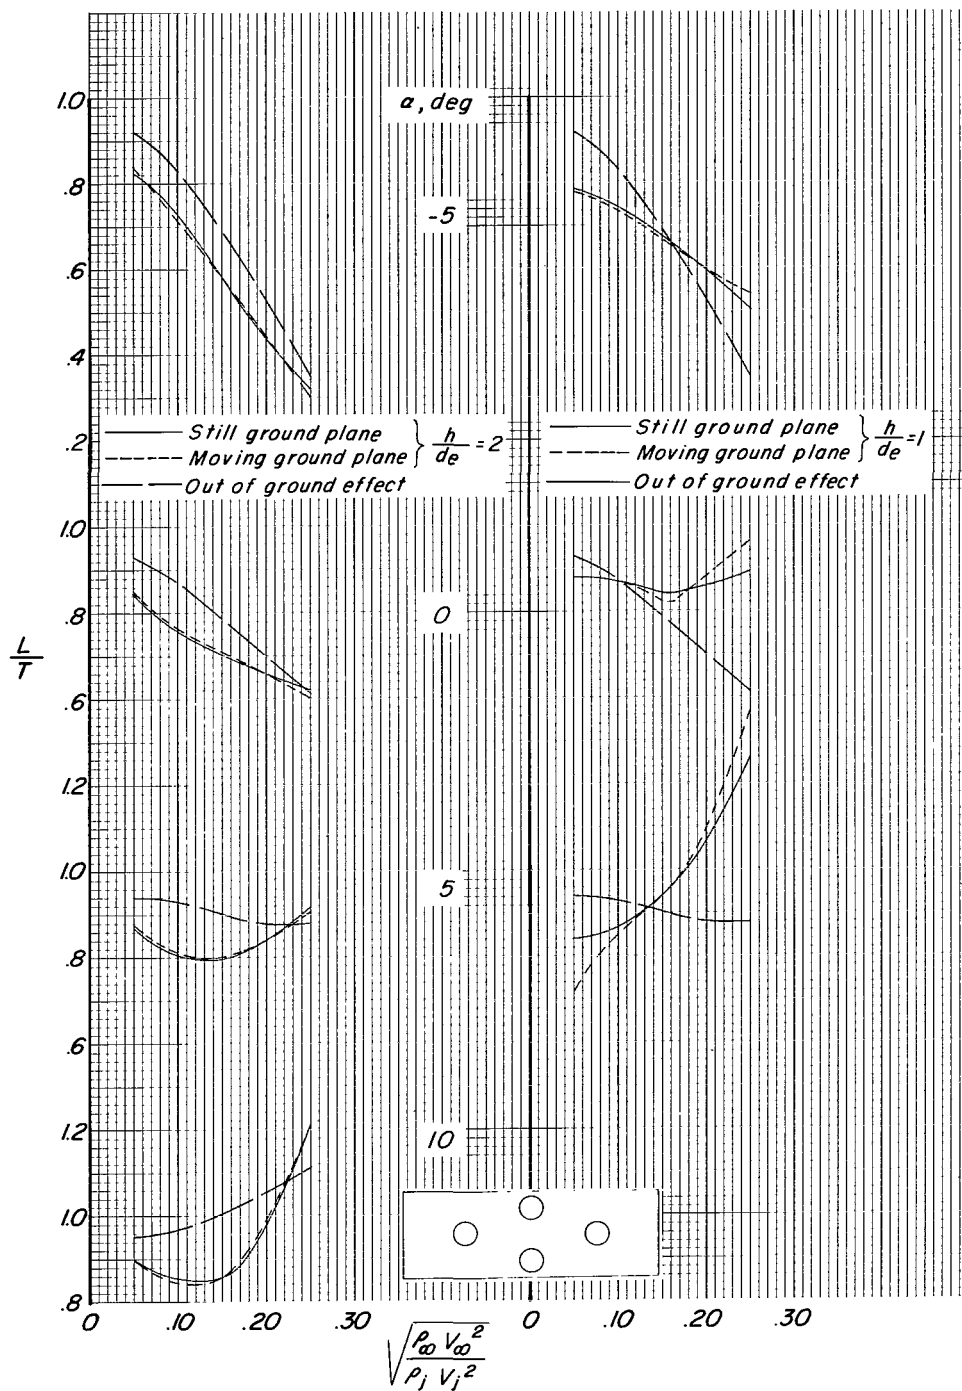 1.0
α, deg
.8
-5
.6
.4
Still ground plane
Moving ground plane
h/de = 2
Out of ground effect
Still ground plane
Moving ground plane
h/de = 1
Out of ground effect
.2
1.0
.8
0
L/T
.6
1.2
1.0
5
.8
.6
1.2
10
1.0
.8
0 .10 .20 .30 0 .10 .20 .30
√(ρ∞ V∞² / ρj Vj²)